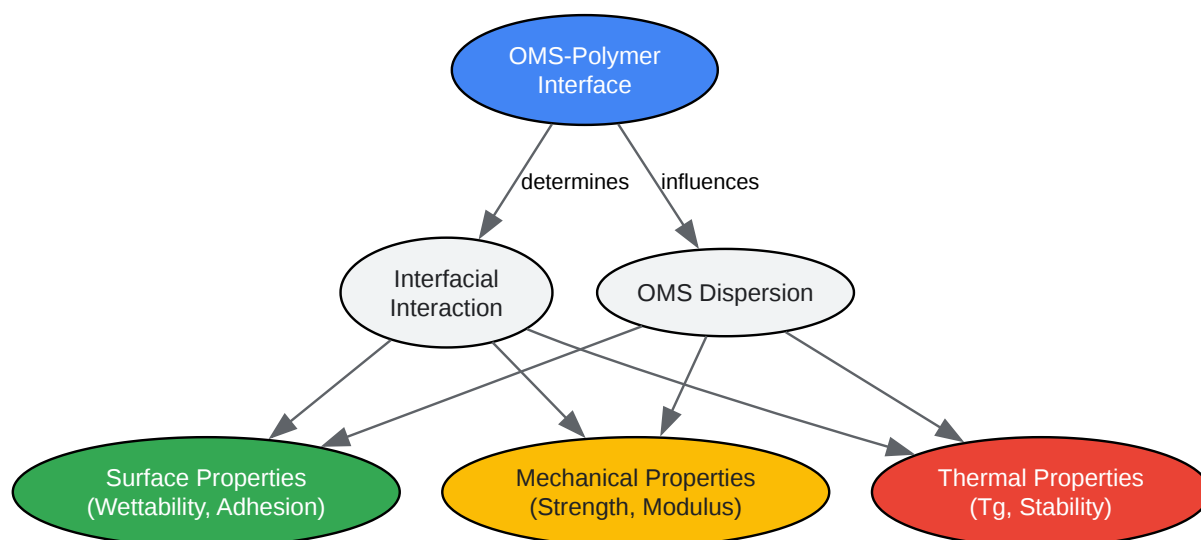 OMS-Polymer
Interface
determines
influences
Interfacial
Interaction
OMS Dispersion
Surface Properties
(Wettability, Adhesion)
Mechanical Properties
(Strength, Modulus)
Thermal Properties
(Tg, Stability)